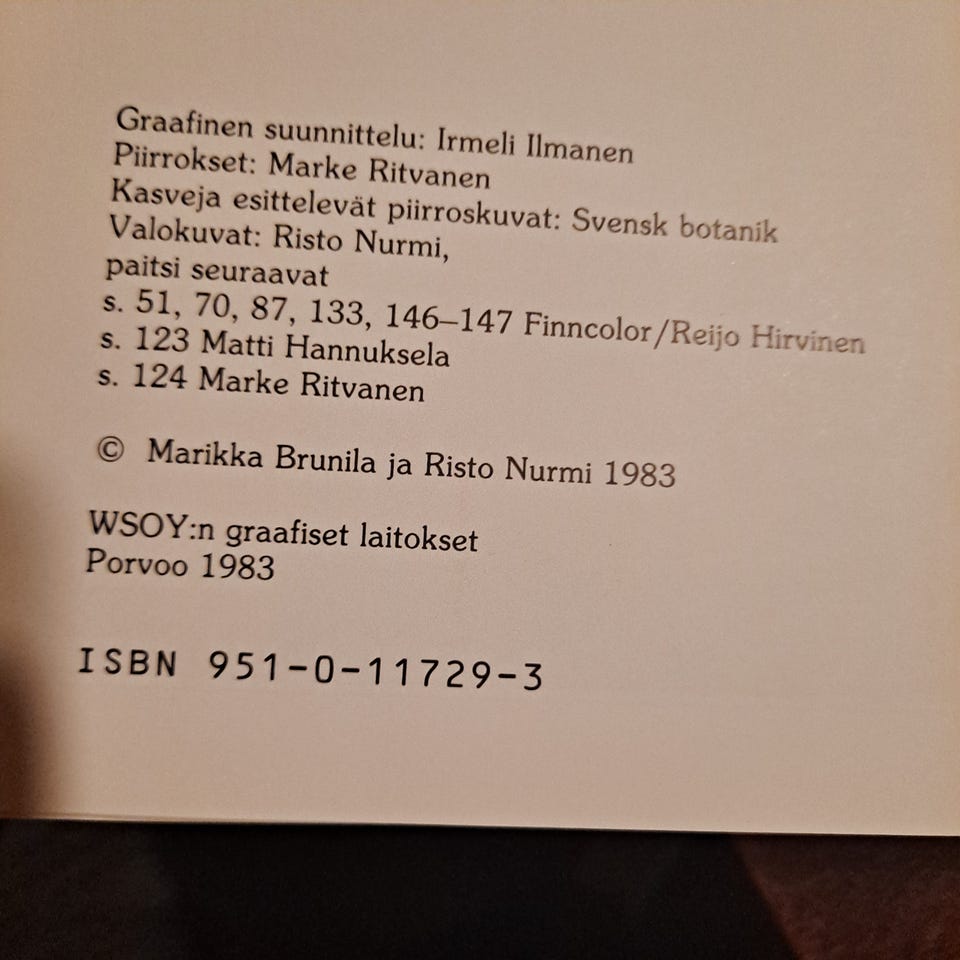 Graafinen suunnittelu: Irmeli Ilmanen
Piirrokset: Marke Ritvanen
Kasveja esittelevät piirroskuvat: Svensk botanik
Valokuvat: Risto Nurmi,
paitsi seuraavat
s. 51, 70, 87, 133, 146–147 Finncolor/Reijo Hirvinen
s. 123 Matti Hannuksela
s. 124 Marke Ritvanen
© Marikka Brunila ja Risto Nurmi 1983
WSOY:n graafiset laitokset
Porvoo 1983
ISBN 951-0-11729-3